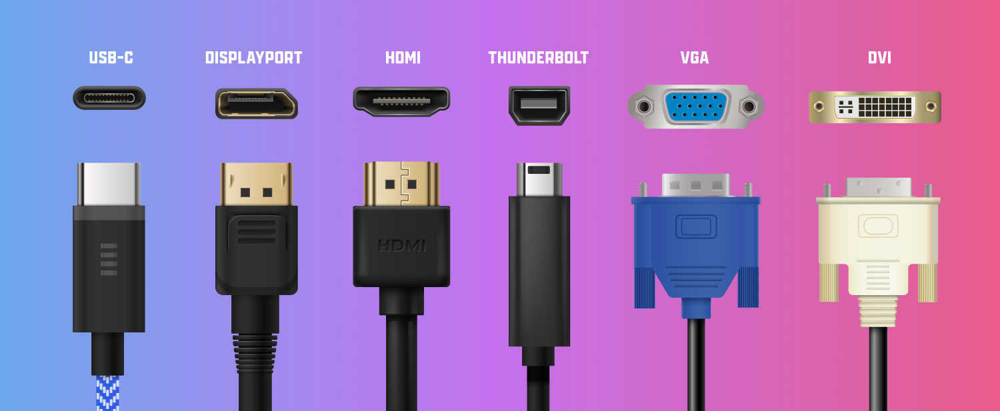 USB-C
DISPLAYPORT
HDMI
THUNDERBOLT
VGA
DVI
HDMI